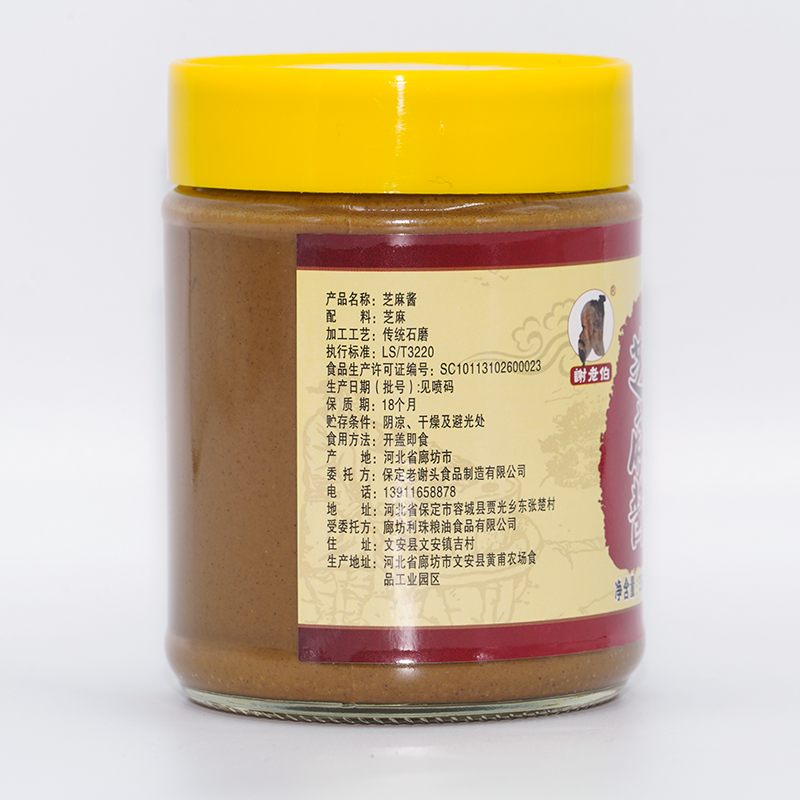 产品名称：芝麻酱
配　　料：芝麻
加工工艺：传统石磨
执行标准：LS/T3220
食品生产许可证编号：SC10113102600023
生产日期（批号）:见喷码
保 质 期：18个月
贮存条件：阴凉、干燥及避光处
食用方法：开盖即食
产　　地：河北省廊坊市
委 托 方：保定老谢头食品制造有限公司
电　　话：13911658878
地　　址：河北省保定市容城县贾光乡东张楚村
受委托方：廊坊利珠粮油食品有限公司
住　　址：文安县文安镇吉村
生产地址：河北省廊坊市文安县黄甫农场食
品工业园区
®
謝老伯
芝麻酱
净含量